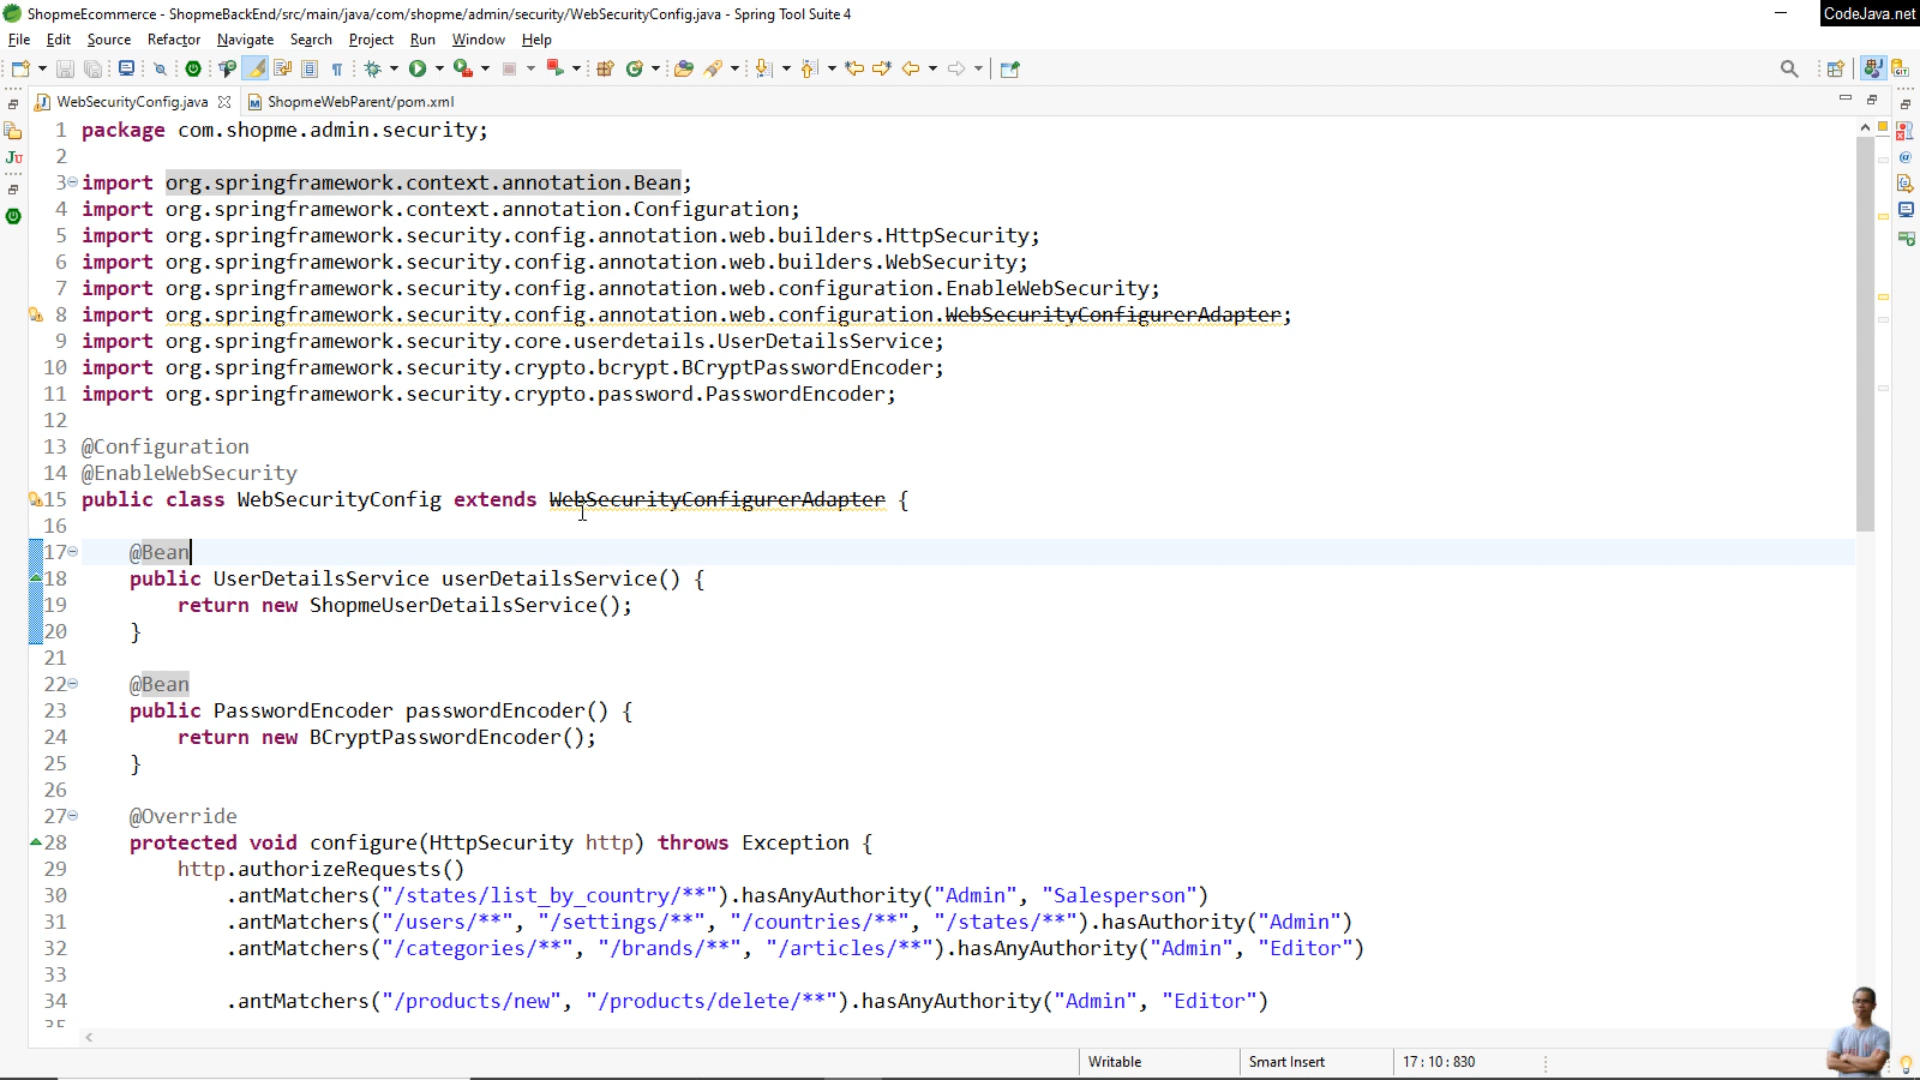 ShopmeEcommerce - ShopmeBackEnd/src/main/java/com/shopme/admin/security/WebSecurityConfig.java - Spring Tool Suite 4
CodeJava.net
File Edit Source Refactor Navigate Search Project Run Window Help
WebSecurityConfig.java ShopmeWebParent/pom.xml
1 package com.shopme.admin.security;
2
3 import org.springframework.context.annotation.Bean;
4 import org.springframework.context.annotation.Configuration;
5 import org.springframework.security.config.annotation.web.builders.HttpSecurity;
6 import org.springframework.security.config.annotation.web.builders.WebSecurity;
7 import org.springframework.security.config.annotation.web.configuration.EnableWebSecurity;
8 import org.springframework.security.config.annotation.web.configuration.WebSecurityConfigurerAdapter;
9 import org.springframework.security.core.userdetails.UserDetailsService;
10 import org.springframework.security.crypto.bcrypt.BCryptPasswordEncoder;
11 import org.springframework.security.crypto.password.PasswordEncoder;
12
13 @Configuration
14 @EnableWebSecurity
15 public class WebSecurityConfig extends WebSecurityConfigurerAdapter {
16
17 @Bean
18 public UserDetailsService userDetailsService() {
19 return new ShopmeUserDetailsService();
20 }
21
22 @Bean
23 public PasswordEncoder passwordEncoder() {
24 return new BCryptPasswordEncoder();
25 }
26
27 @Override
28 protected void configure(HttpSecurity http) throws Exception {
29 http.authorizeRequests()
30 .antMatchers("/states/list_by_country/**").hasAnyAuthority("Admin", "Salesperson")
31 .antMatchers("/users/**", "/settings/**", "/countries/**", "/states/**").hasAuthority("Admin")
32 .antMatchers("/categories/**", "/brands/**", "/articles/**").hasAnyAuthority("Admin", "Editor")
33
34 .antMatchers("/products/new", "/products/delete/**").hasAnyAuthority("Admin", "Editor")
35
Writable Smart Insert 17:10:830